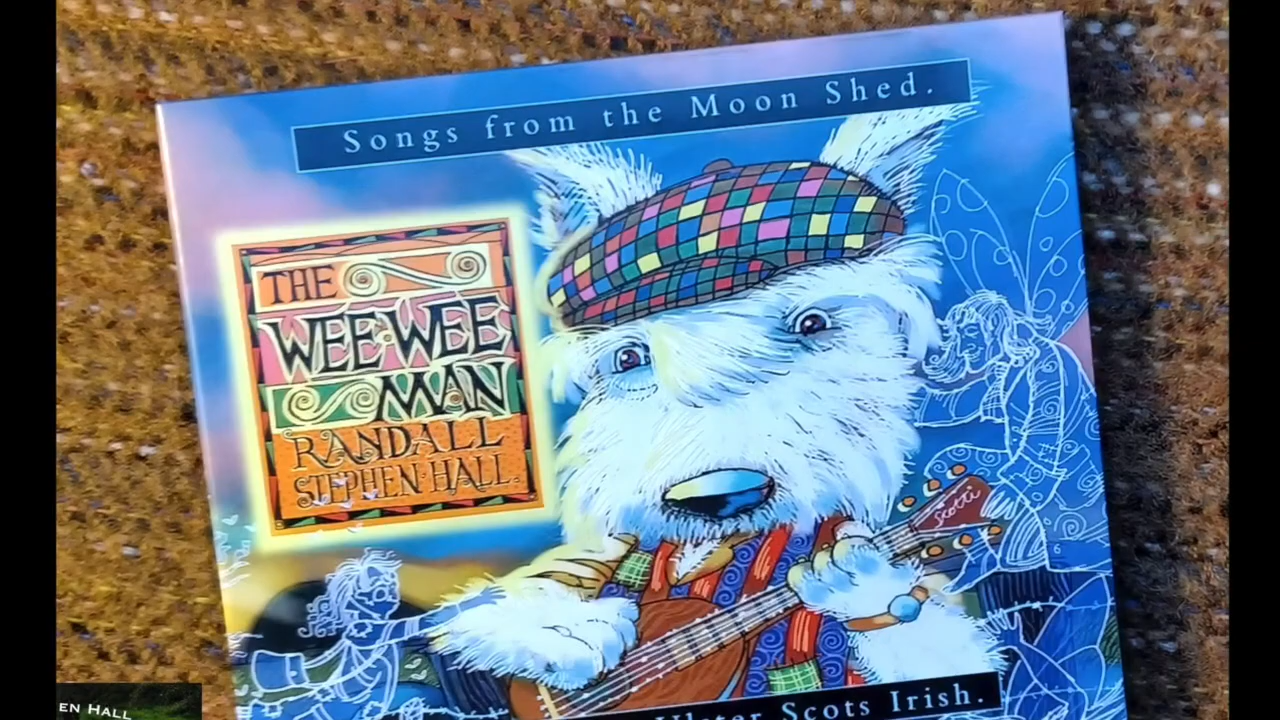 Songs from the Moon Shed.
THE
WEE·WEE
MAN
RANDALL
STEPHEN·HALL.
Scotti
Ulster Scots Irish.
EN HALL